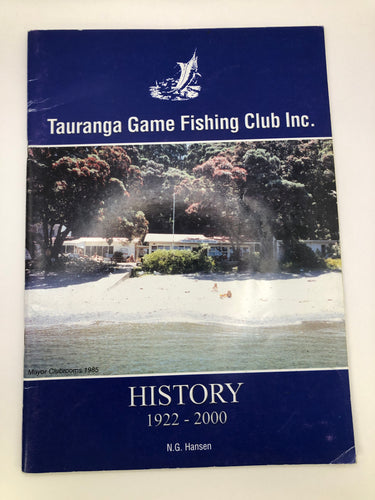 Tauranga Game Fishing Club Inc.
Mayor Clubrooms 1985
HISTORY
1922 - 2000
N.G. Hansen